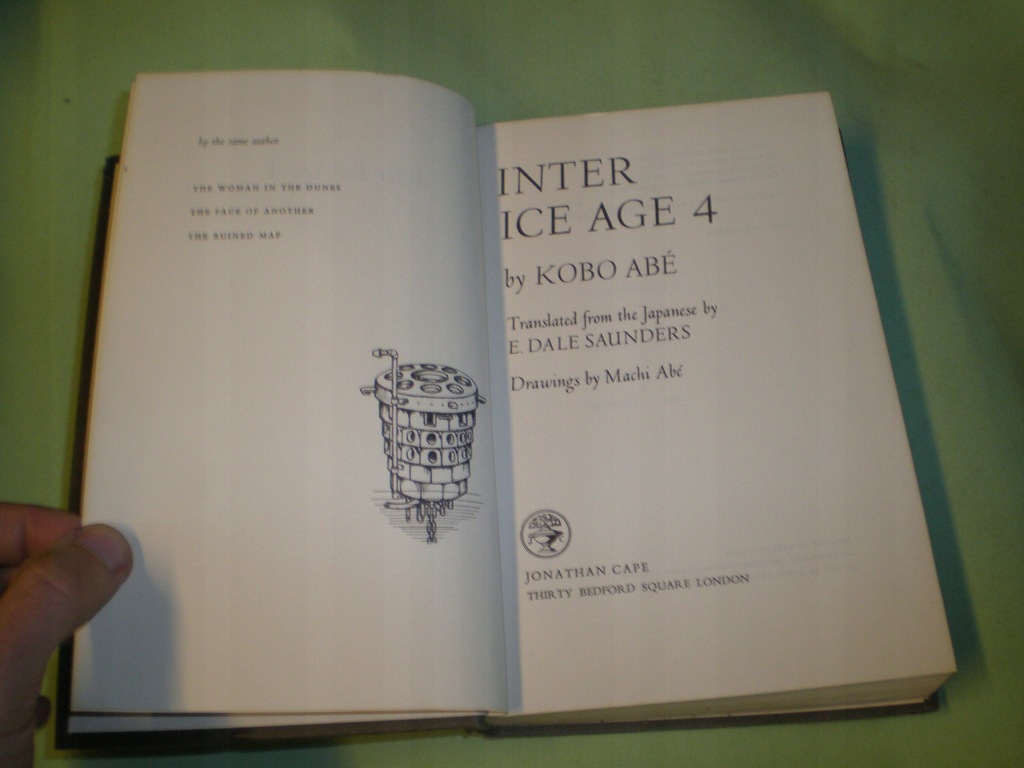 by the same author
THE WOMAN IN THE DUNES
THE FACE OF ANOTHER
THE RUINED MAP
INTER
ICE AGE 4
by KOBO ABÉ
Translated from the Japanese by
E. DALE SAUNDERS
Drawings by Machi Abé
JONATHAN CAPE
THIRTY BEDFORD SQUARE LONDON